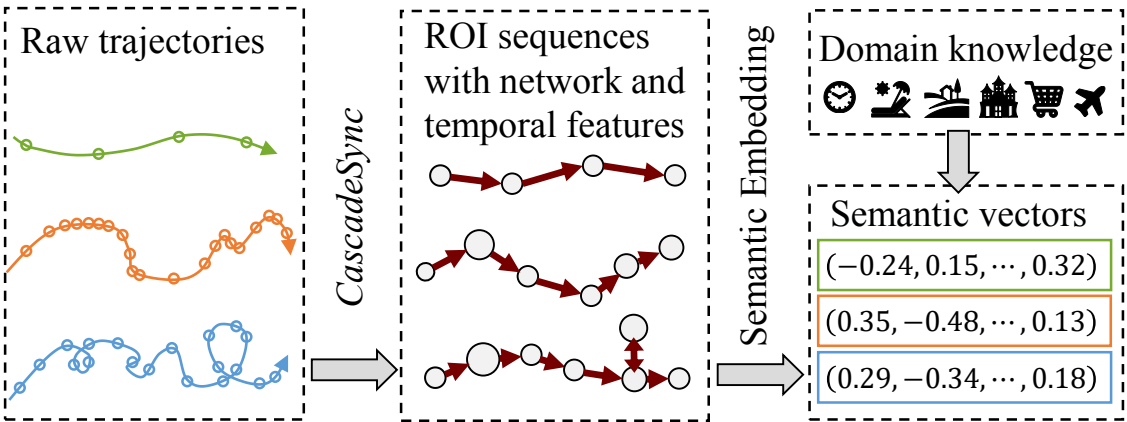 Raw trajectories
CascadeSync
ROI sequences
with network and
temporal features
Semantic Embedding
Domain knowledge
Semantic vectors
(−0.24, 0.15, ⋯ , 0.32)
(0.35, −0.48, ⋯ , 0.13)
(0.29, −0.34, ⋯ , 0.18)